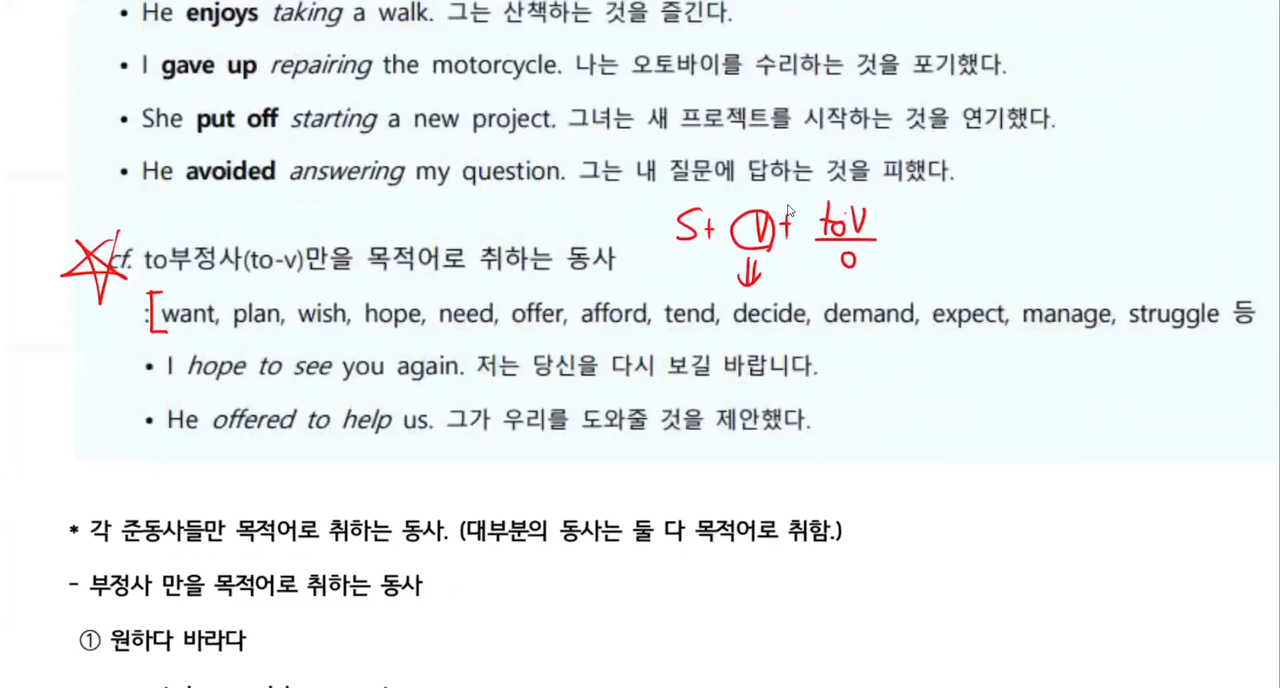 • He enjoys taking a walk. 그는 산책하는 것을 즐긴다.
• I gave up repairing the motorcycle. 나는 오토바이를 수리하는 것을 포기했다.
• She put off starting a new project. 그녀는 새 프로젝트를 시작하는 것을 연기했다.
• He avoided answering my question. 그는 내 질문에 답하는 것을 피했다.
S+ V + to V
O
cf. to부정사(to-v)만을 목적어로 취하는 동사
: want, plan, wish, hope, need, offer, afford, tend, decide, demand, expect, manage, struggle 등
• I hope to see you again. 저는 당신을 다시 보길 바랍니다.
• He offered to help us. 그가 우리를 도와줄 것을 제안했다.
* 각 준동사들만 목적어로 취하는 동사. (대부분의 동사는 둘 다 목적어로 취함.)
- 부정사 만을 목적어로 취하는 동사
① 원하다 바라다